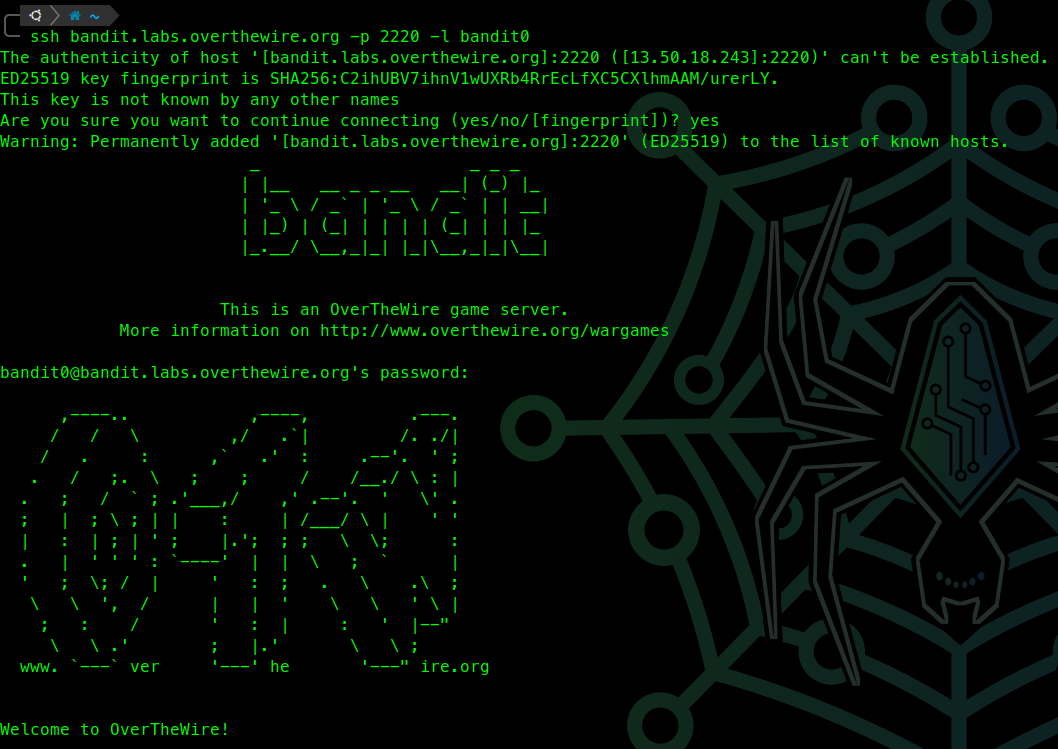 ssh bandit.labs.overthewire.org -p 2220 -l bandit0
The authenticity of host '[bandit.labs.overthewire.org]:2220 ([13.50.18.243]:2220)' can't be established.
ED25519 key fingerprint is SHA256:C2ihUBV7ihnV1wUXRb4RrEcLfXC5CXlhmAAM/urerLY.
This key is not known by any other names
Are you sure you want to continue connecting (yes/no/[fingerprint])? yes
Warning: Permanently added '[bandit.labs.overthewire.org]:2220' (ED25519) to the list of known hosts.
bandit
This is an OverTheWire game server.
More information on http://www.overthewire.org/wargames
bandit0@bandit.labs.overthewire.org's password:
www. ver he ire.org
Welcome to OverTheWire!